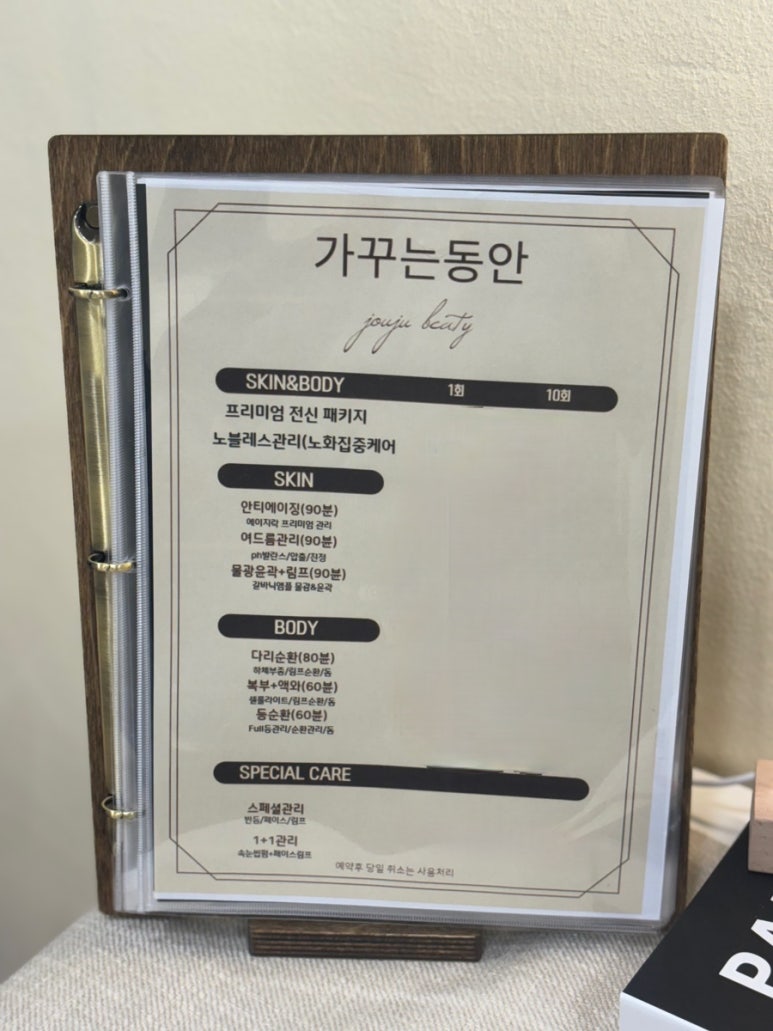 가꾸는동안
jouju beaty
SKIN&BODY 1회 10회
프리미엄 전신 패키지
노블레스관리(노화집중케어
SKIN
안티에이징(90분)
에이지락 프리미엄 관리
여드름관리(90분)
ph발란스/압출/진정
물광윤곽+림프(90분)
갈바닉앰플 물광&윤곽
BODY
다리순환(80분)
하체부종/림프순환/돔
복부+액와(60분)
셀룰라이트/림프순환/돔
등순환(60분)
Full등관리/순환관리/돔
SPECIAL CARE
스페셜관리
반등/페이스/림프
1+1관리
속눈썹펌+페이스림프
예약후 당일 취소는 사용처리
PA